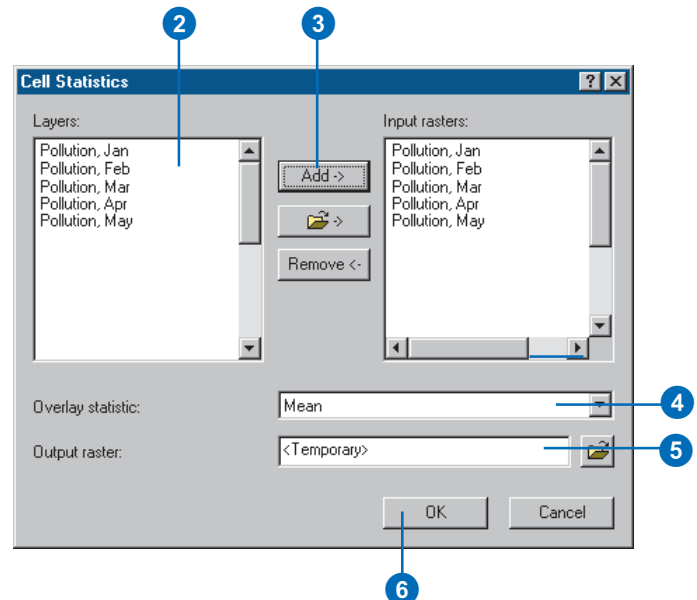 2
3
Cell Statistics
? ×
Layers:
Input rasters:
Pollution, Jan
Pollution, Feb
Pollution, Mar
Pollution, Apr
Pollution, May
Add ->
->
Remove <-
Pollution, Jan
Pollution, Feb
Pollution, Mar
Pollution, Apr
Pollution, May
Overlay statistic:
Mean
4
Output raster:
<Temporary>
5
OK
Cancel
6